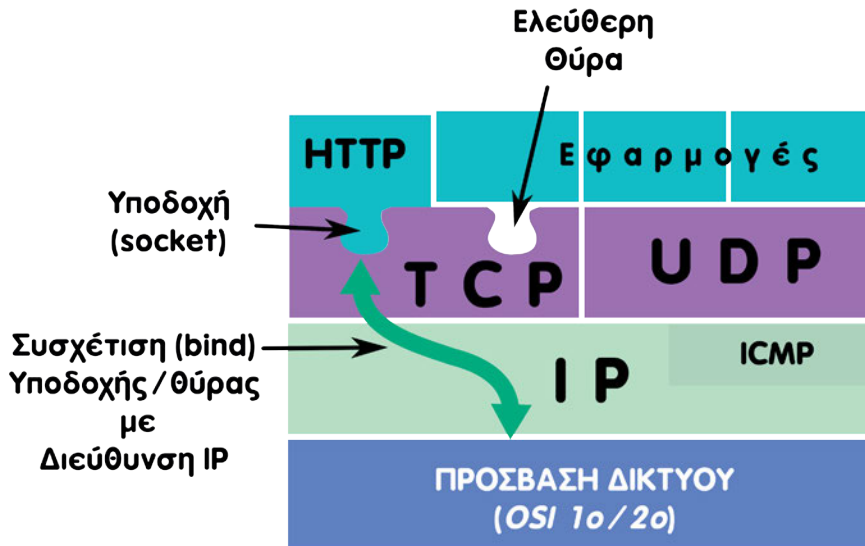 Ελεύθερη
Θύρα
HTTP
Εφαρμογές
Υποδοχή
(socket)
TCP
UDP
Συσχέτιση (bind)
Υποδοχής / Θύρας
με
Διεύθυνση IP
IP
ICMP
ΠΡΟΣΒΑΣΗ ΔΙΚΤΥΟΥ
(OSI 1ο / 2ο)